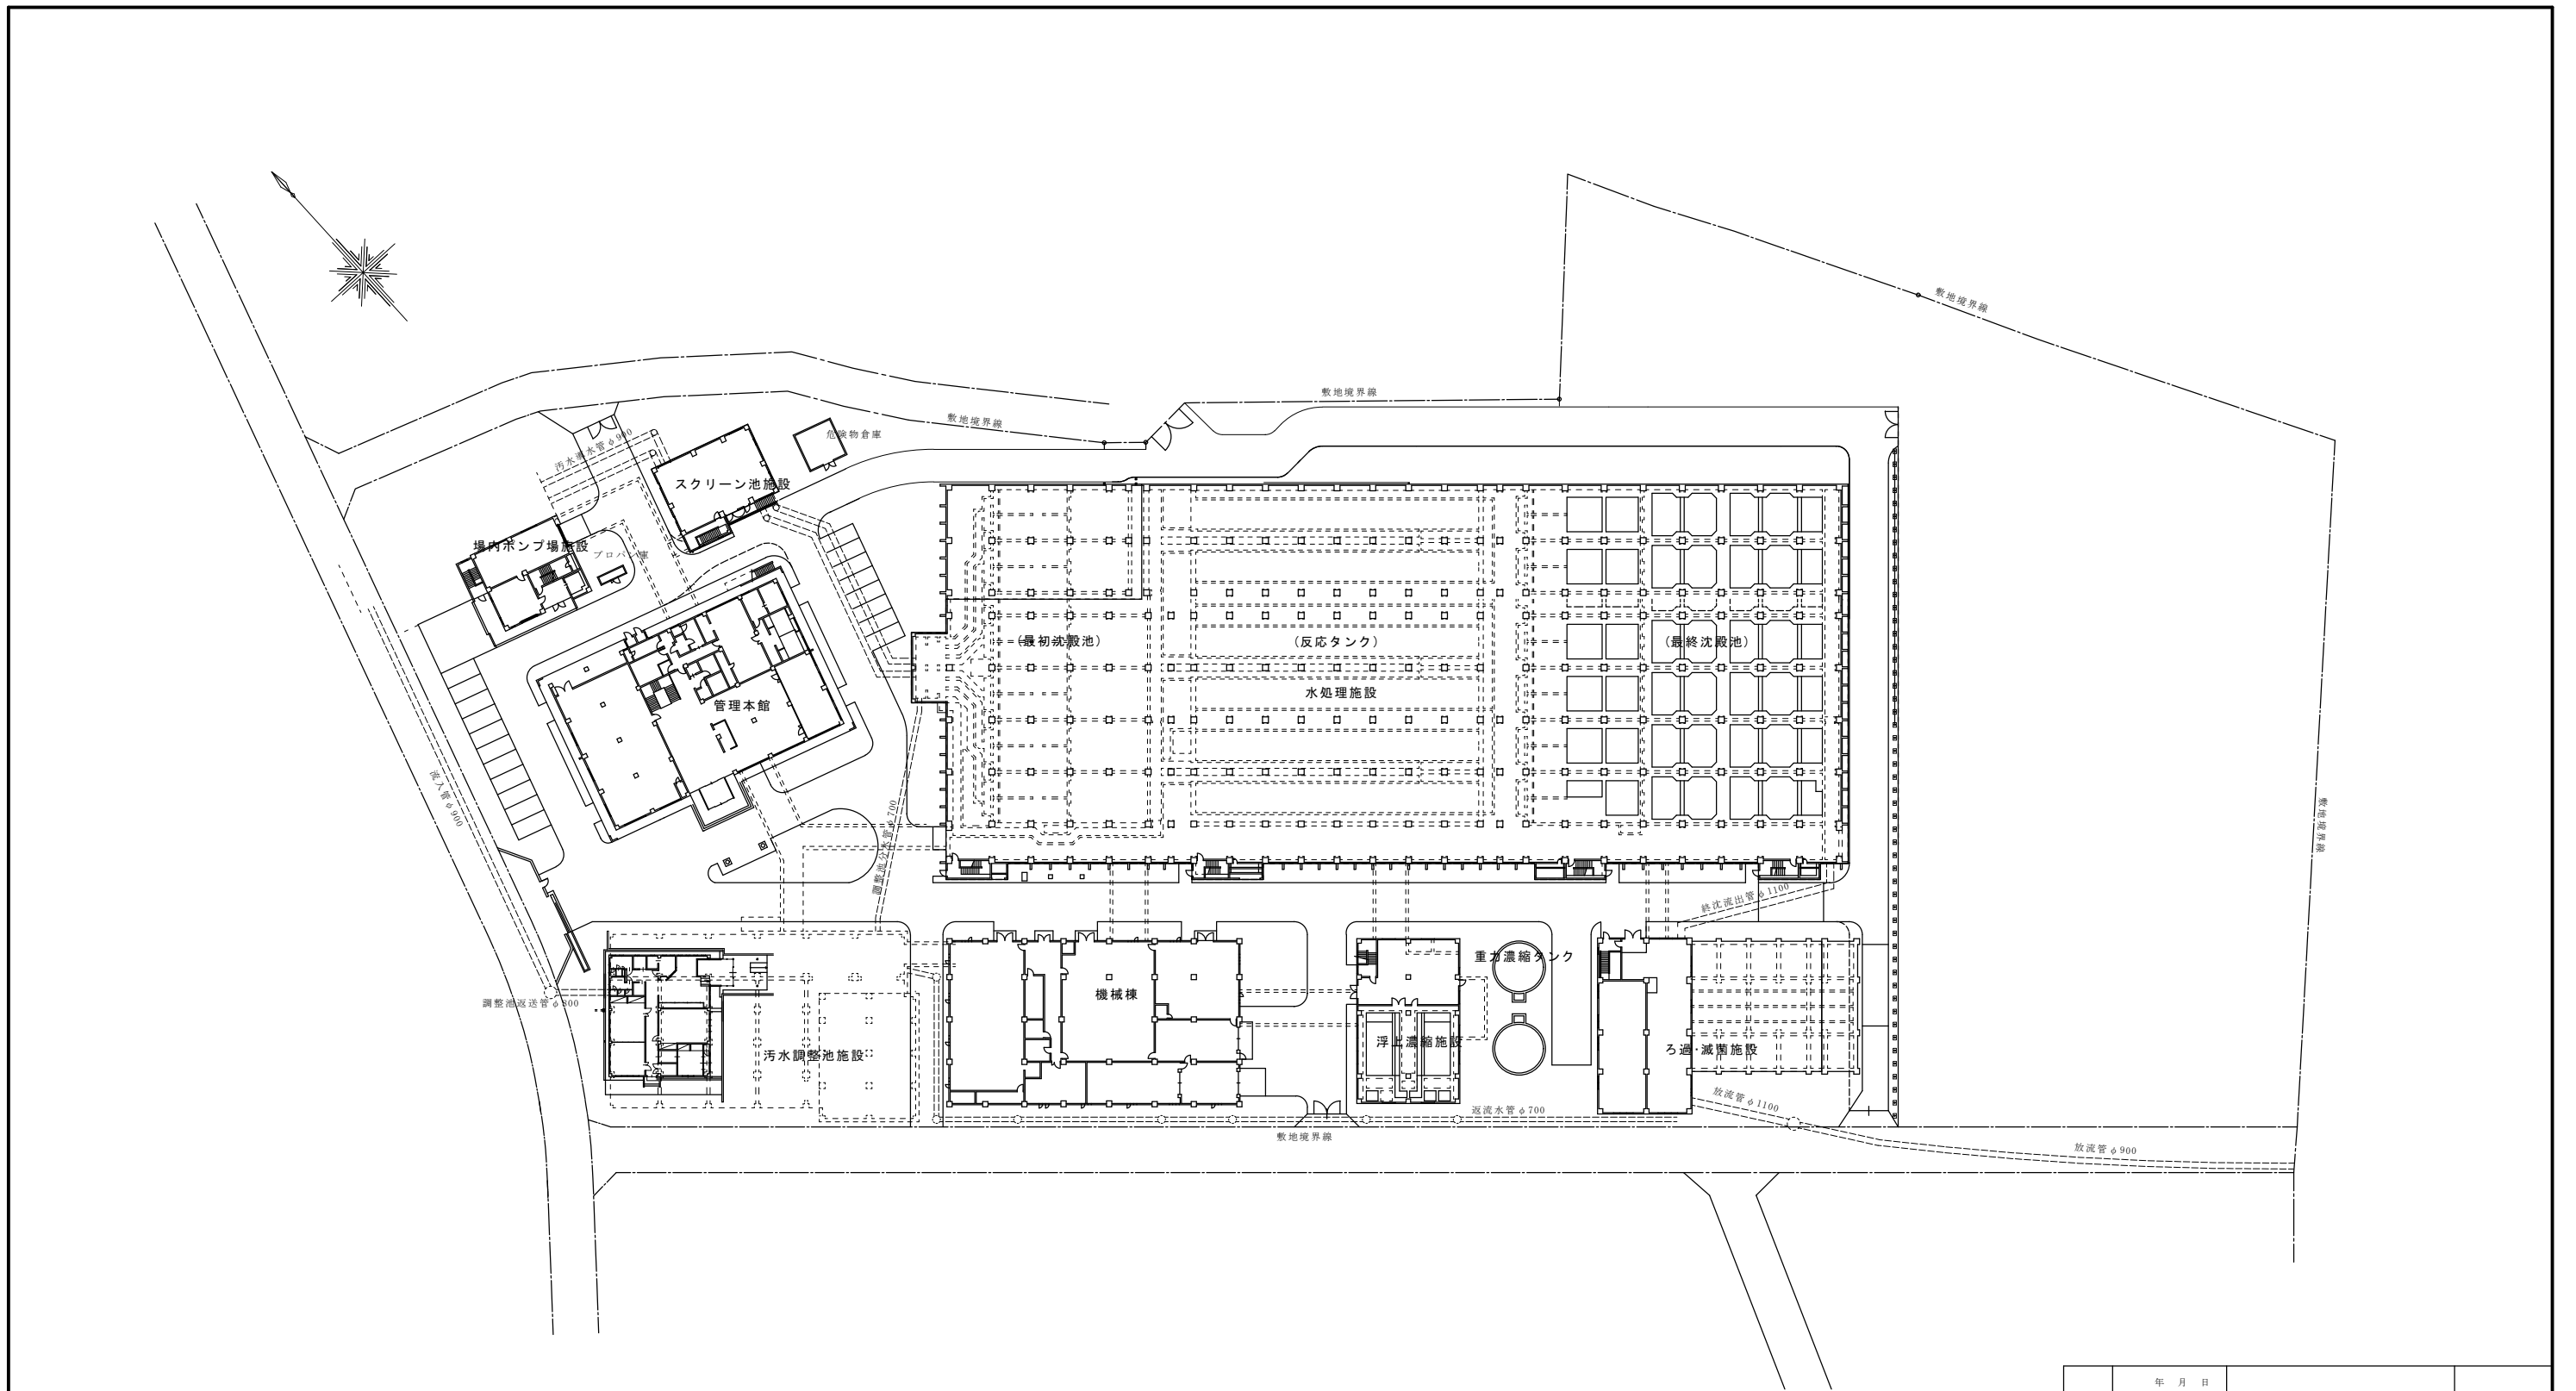 敷地境界線
敷地境界線
敷地境界線
危険物倉庫
汚水導水管φ900
スクリーン池施設
場内ポンプ場施設
プロパン庫
(最初沈殿池)
(反応タンク)
(最終沈殿池)
水処理施設
管理本館
流入管φ900
調整池分水管φ700
敷地境界線
終沈流出管φ1100
重力濃縮タンク
調整池返送管φ800
機械棟
汚水調整池施設
浮上濃縮施設
ろ過・滅菌施設
返流水管φ700
放流管φ1100
敷地境界線
放流管φ900
年 月 日